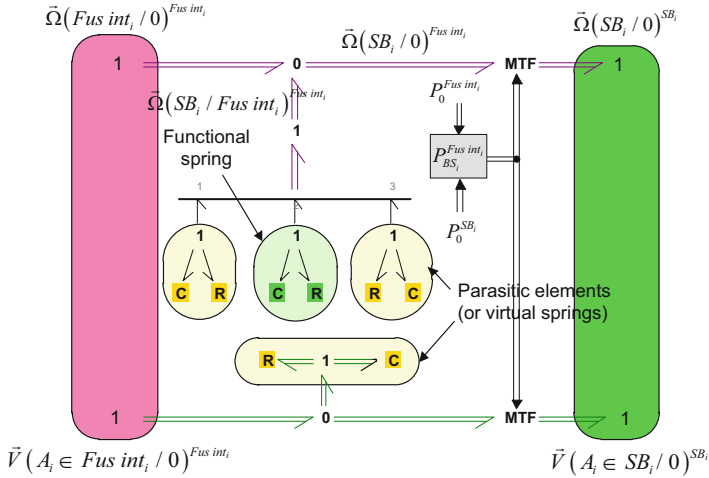 Ω⃗(Fus int_i / 0)^{Fus int_i}
Ω⃗(SB_i / 0)^{Fus int_i}
Ω⃗(SB_i / 0)^{SB_i}
1 0 MTF 1
P_0^{Fus int_i}
Ω⃗(SB_i / Fus int_i)^{Fus int_i}
1
Functional
spring
P_{BS_i}^{Fus int_i}
1 2 3
P_0^{SB_i}
1 1 1
C R C R R C
Parasitic elements
(or virtual springs)
R 1 C
1 0 MTF 1
V⃗(A_i ∈ Fus int_i / 0)^{Fus int_i}
V⃗(A_i ∈ SB_i / 0)^{SB_i}